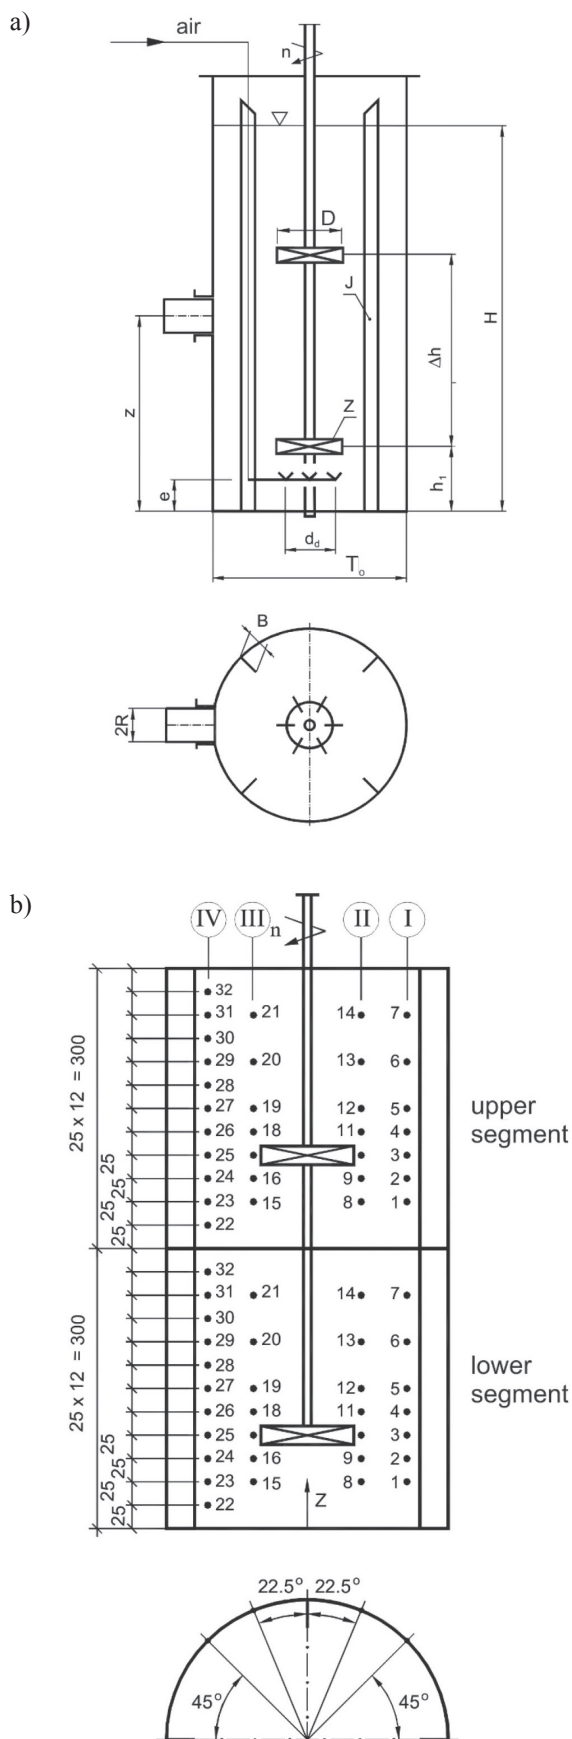 a)
air
n
D
J
H
Δh
z
Z
h₁
e
d_d
T₀
B
2R
b)
IV III n II I
32
31 21 14 7
30
29 20 13 6
28
27 19 12 5
26 18 11 4
25 3
24 16 9 2
23 15 8 1
22
25 x 12 = 300
25
25
25
25
upper
segment
32
31 21 14 7
30
29 20 13 6
28
27 19 12 5
26 18 11 4
25 3
24 16 9 2
23 15 8 1
22
25 x 12 = 300
25
25
25
25
Z
lower
segment
22.5° 22.5°
45° 45°